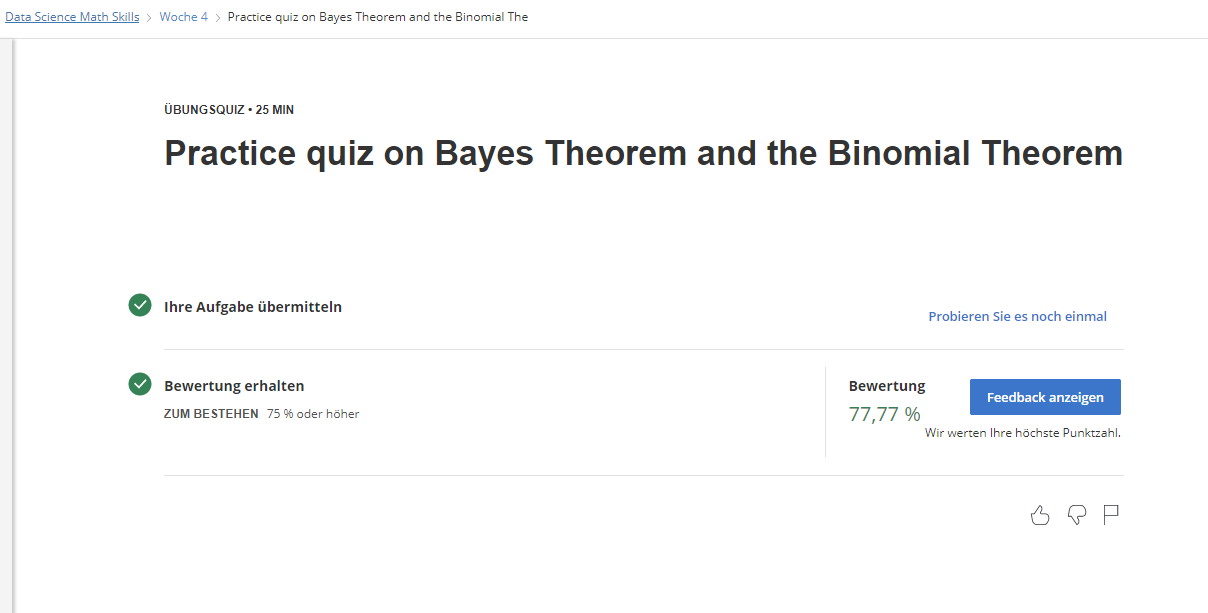 Data Science Math Skills > Woche 4 > Practice quiz on Bayes Theorem and the Binomial The
ÜBUNGSQUIZ • 25 MIN
Practice quiz on Bayes Theorem and the Binomial Theorem
Ihre Aufgabe übermitteln
Probieren Sie es noch einmal
Bewertung erhalten
ZUM BESTEHEN 75 % oder höher
Bewertung
77,77 %
Feedback anzeigen
Wir werten Ihre höchste Punktzahl.